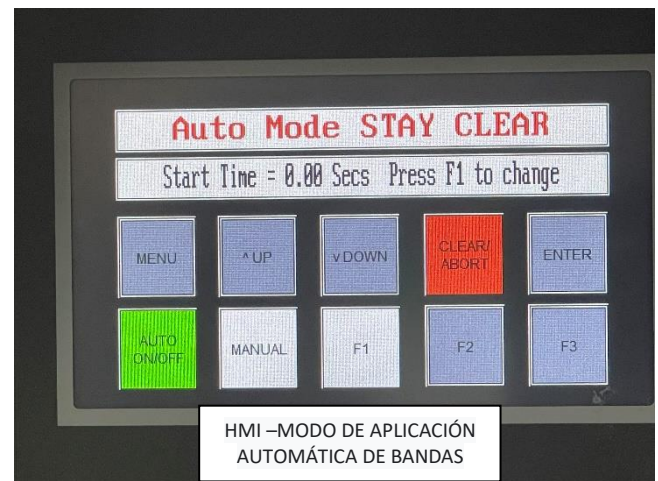 Auto Mode STAY CLEAR
Start Time = 0.00 Secs Press F1 to change
MENU
^ UP
v DOWN
CLEAR/
ABORT
ENTER
AUTO
ON/OFF
MANUAL
F1
F2
F3
HMI –MODO DE APLICACIÓN
AUTOMÁTICA DE BANDAS